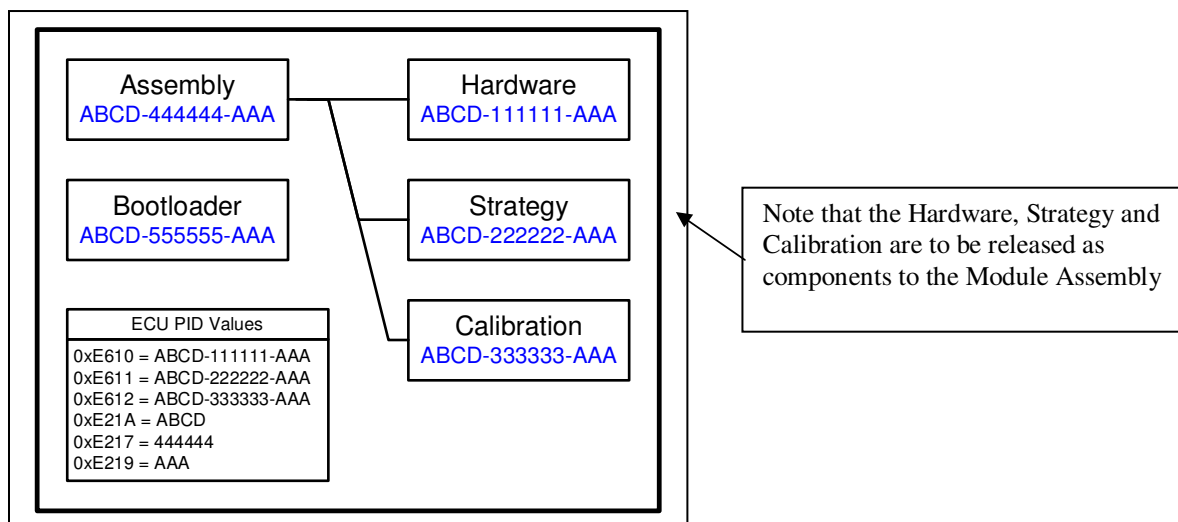 Assembly
ABCD-444444-AAA
Hardware
ABCD-111111-AAA
Bootloader
ABCD-555555-AAA
Strategy
ABCD-222222-AAA
Calibration
ABCD-333333-AAA
ECU PID Values
0xE610 = ABCD-111111-AAA
0xE611 = ABCD-222222-AAA
0xE612 = ABCD-333333-AAA
0xE21A = ABCD
0xE217 = 444444
0xE219 = AAA
Note that the Hardware, Strategy and
Calibration are to be released as
components to the Module Assembly